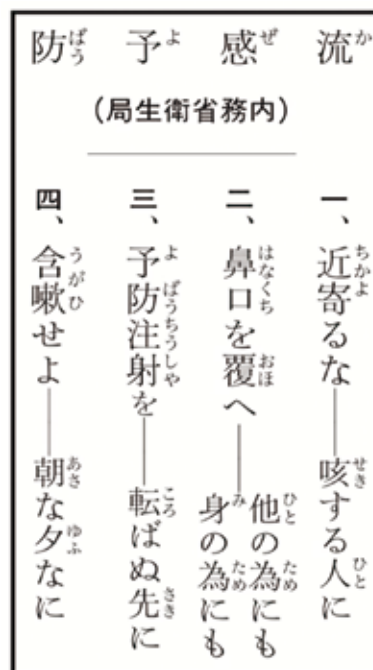 流感予防
(内務省衛生局)
一、近寄るな――咳する人に
二、鼻口を覆へ――他の為にも身の為にも
三、予防注射を――転ばぬ先に
四、含嗽せよ――朝な夕なに